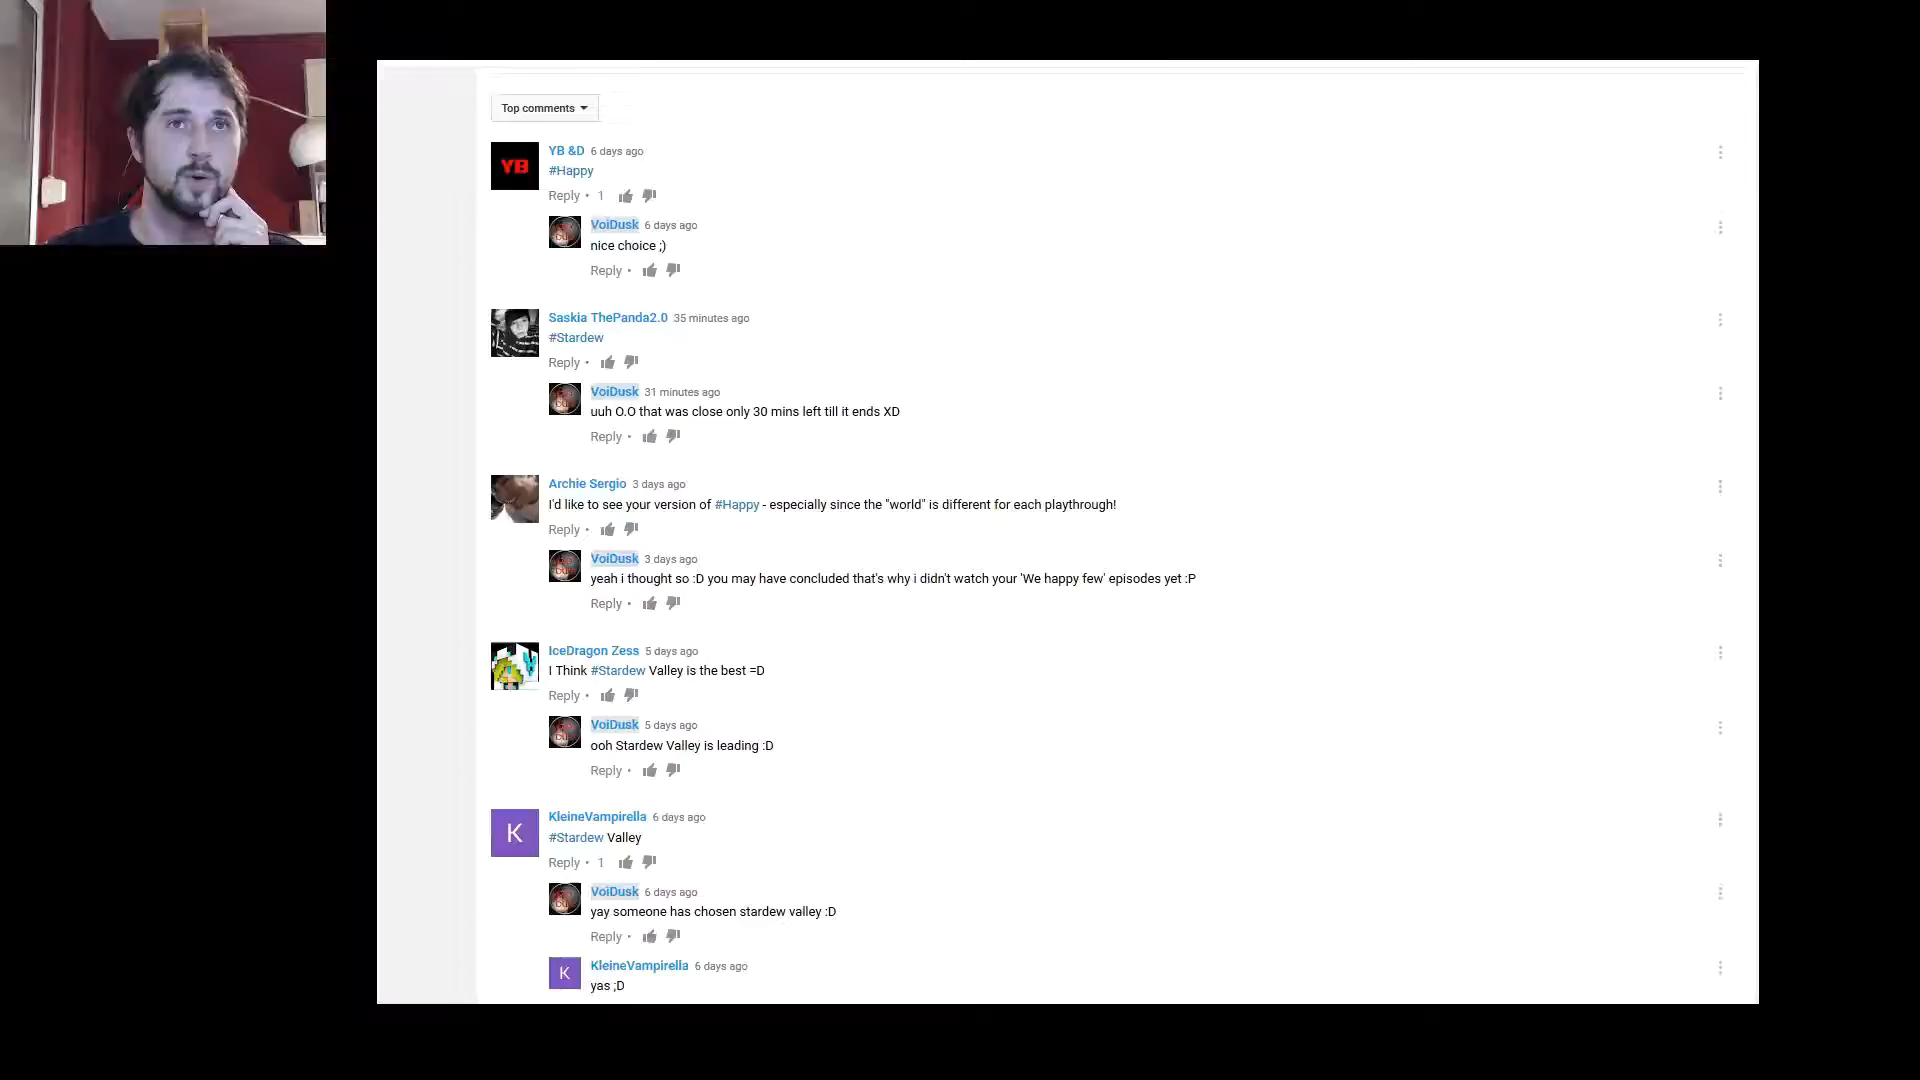 Top comments
YB
YB &D 6 days ago
#Happy
Reply • 1
VoiDusk 6 days ago
nice choice ;)
Reply •
Saskia ThePanda2.0 35 minutes ago
#Stardew
Reply •
VoiDusk 31 minutes ago
uuh O.O that was close only 30 mins left till it ends XD
Reply •
Archie Sergio 3 days ago
I'd like to see your version of #Happy - especially since the "world" is different for each playthrough!
Reply •
VoiDusk 3 days ago
yeah i thought so :D you may have concluded that's why i didn't watch your 'We happy few' episodes yet :P
Reply •
IceDragon Zess 5 days ago
I Think #Stardew Valley is the best =D
Reply •
VoiDusk 5 days ago
ooh Stardew Valley is leading :D
Reply •
K
KleineVampirella 6 days ago
#Stardew Valley
Reply • 1
VoiDusk 6 days ago
yay someone has chosen stardew valley :D
Reply •
K
KleineVampirella 6 days ago
yas ;D